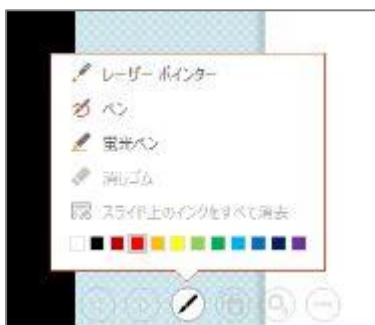 レーザー ポインター
ペン
蛍光ペン
消しゴム
スライド上のインクをすべて消去